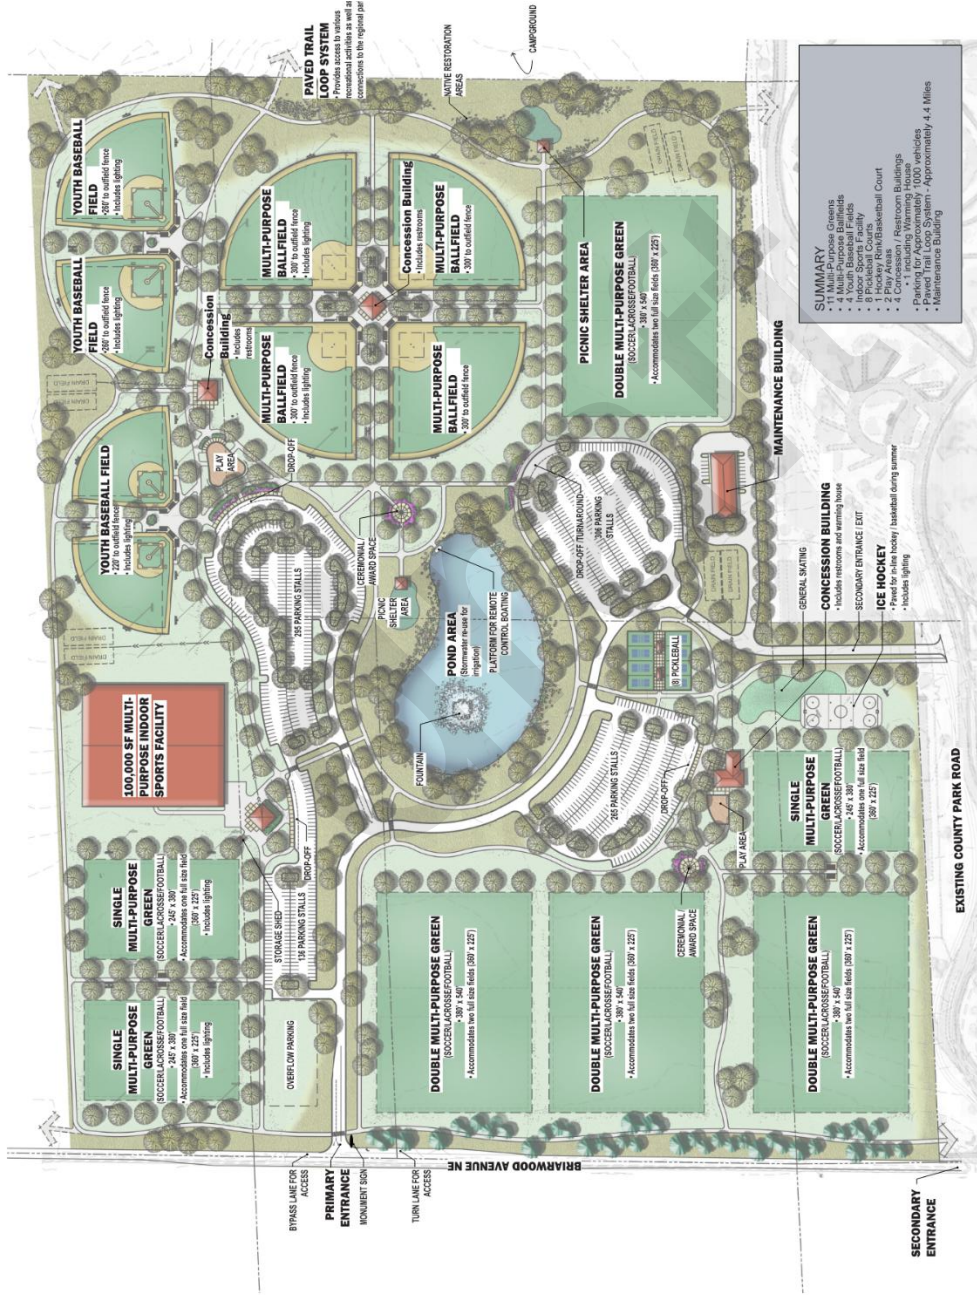 BYPASS LANE FOR
ACCESS
PRIMARY
ENTRANCE
MONUMENT SIGN
TURN LANE FOR
ACCESS
BRIARWOOD AVENUE NE
SECONDARY
ENTRANCE
SINGLE
MULTI-PURPOSE
GREEN
(SOCCER/LACROSSE/FOOTBALL)
• 245' x 380'
• Accommodates one full size field
(360' x 225')
• Includes lighting
SINGLE
MULTI-PURPOSE
GREEN
(SOCCER/LACROSSE/FOOTBALL)
• 245' x 380'
• Accommodates one full size field
(360' x 225')
• Includes lighting
100,000 SF MULTI-
PURPOSE INDOOR
SPORTS FACILITY
DRAIN FIELD
DRAIN FIELD
YOUTH BASEBALL FIELD
• 220' to outfield fence
• Includes lighting
DRAIN FIELD
DRAIN FIELD
YOUTH BASEBALL
FIELD
• 260' to outfield fence
• Includes lighting
YOUTH BASEBALL
FIELD
• 260' to outfield fence
• Includes lighting
OVERFLOW PARKING
STORAGE SHED
136 PARKING STALLS
DROP-OFF
295 PARKING STALLS
PLAY
AREA
DROP-OFF
Concession
Building
• Includes
restrooms
MULTI-PURPOSE
BALLFIELD
• 300' to outfield fence
• Includes lighting
MULTI-PURPOSE
BALLFIELD
• 300' to outfield fence
• Includes lighting
PAVED TRAIL
LOOP SYSTEM
• Provides access to various
recreational activities as well as
connections to the regional par
CEREMONIAL /
AWARD SPACE
PICNIC
SHELTER
AREA
POND AREA
(Stormwater re-use for
irrigation)
FOUNTAIN
PLATFORM FOR REMOTE
CONTROL BOATING
MULTI-PURPOSE
BALLFIELD
• 300' to outfield fence
Concession Building
• Includes restrooms
MULTI-PURPOSE
BALLFIELD
• 300' to outfield fence
NATIVE RESTORATION
AREAS
CAMPGROUND
DOUBLE MULTI-PURPOSE GREEN
(SOCCER/LACROSSE/FOOTBALL)
• 380' x 540'
• Accommodates two full size fields (360' x 225')
DOUBLE MULTI-PURPOSE GREEN
(SOCCER/LACROSSE/FOOTBALL)
• 380' x 540'
• Accommodates two full size fields (360' x 225')
265 PARKING STALLS
DROP-OFF
CEREMONIAL /
AWARD SPACE
(8) PICKLEBALL
DROP-OFF /TURNAROUND
306 PARKING
STALLS
PICNIC SHELTER AREA
DOUBLE MULTI-PURPOSE GREEN
(SOCCER/LACROSSE/FOOTBALL)
• 380' x 540'
• Accommodates two full size fields (360' x 225')
DRAIN FIELD
DRAIN FIELD
DRAIN FIELD
DRAIN FIELD
PLAY AREA
MAINTENANCE BUILDING
DOUBLE MULTI-PURPOSE GREEN
(SOCCER/LACROSSE/FOOTBALL)
• 380' x 540'
• Accommodates two full size fields (360' x 225')
SINGLE
MULTI-PURPOSE
GREEN
(SOCCER/LACROSSE/FOOTBALL)
• 245' x 380'
• Accommodates one full size field
(360' x 225')
GENERAL SKATING
CONCESSION BUILDING
• Includes restrooms and warming house
SECONDARY ENTRANCE / EXIT
ICE HOCKEY
• Paved for in-line hockey / basketball during summer
• Includes lighting
EXISTING COUNTY PARK ROAD
SUMMARY
• 11 Multi-Purpose Greens
• 4 Multi-Purpose Ballfields
• 4 Youth Baseball Fields
• Indoor Sports Facility
• 8 Pickleball Courts
• 1 Hockey Rink/Basketball Court
• 2 Play Areas
• 4 Concession / Restroom Buildings
• 1 including Warming House
• Parking for Approximately 1000 vehicles
• Paved Trail Loop System - Approximately 4.4 Miles
• Maintenance Building